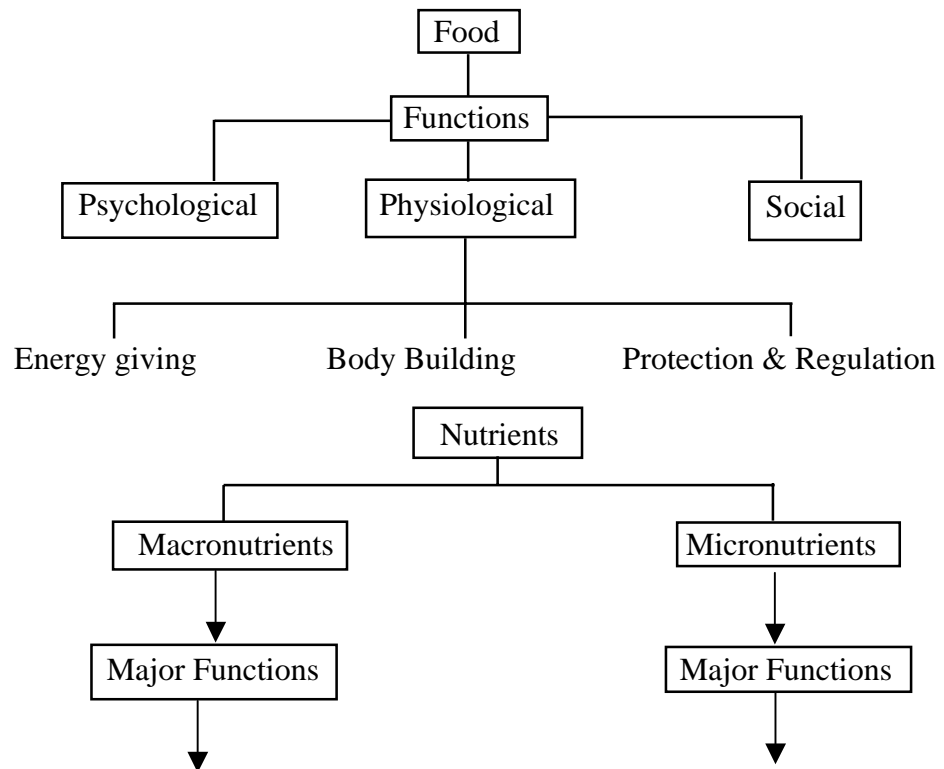 Food
Functions
Psychological
Physiological
Social
Energy giving
Body Building
Protection & Regulation
Nutrients
Macronutrients
Micronutrients
Major Functions
Major Functions